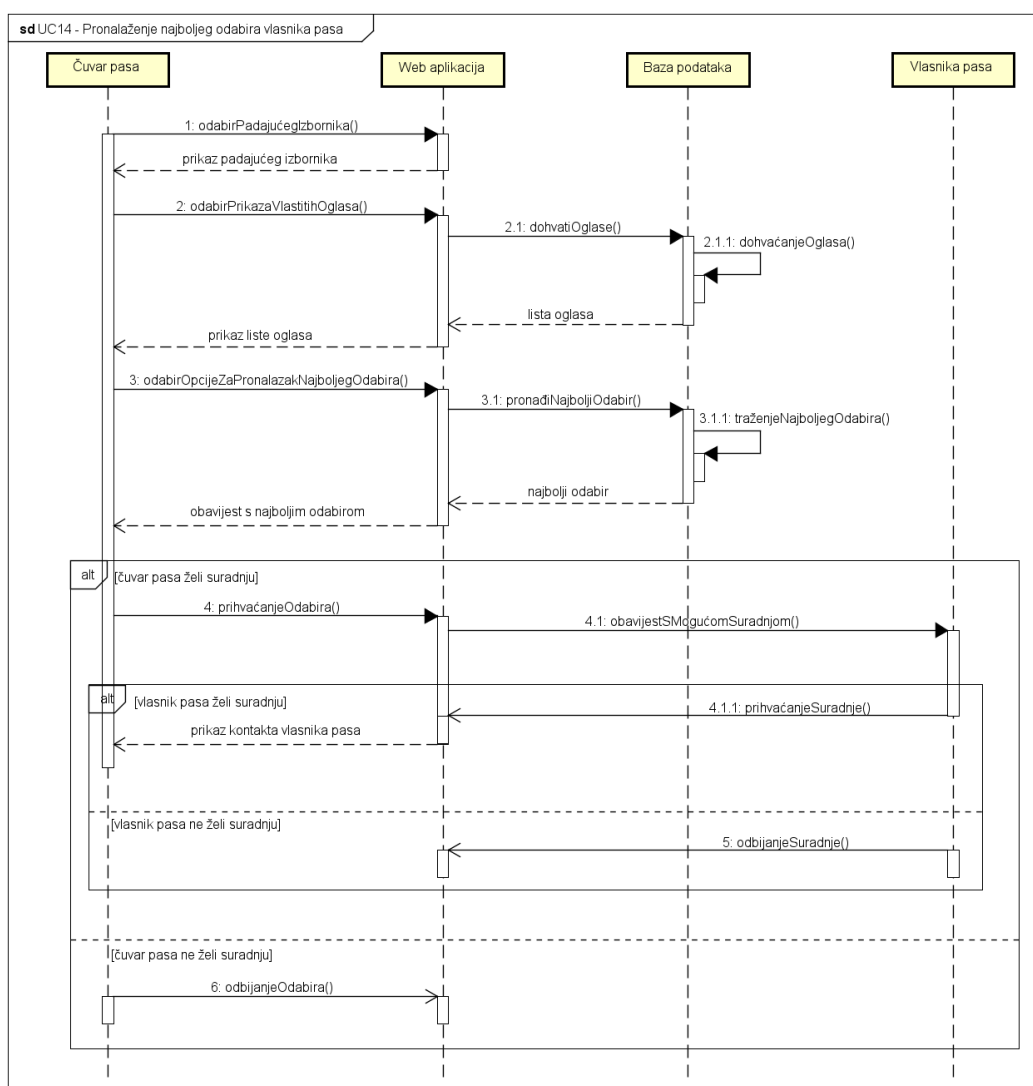 sd UC14 - Pronalaženje najboljeg odabira vlasnika pasa
Čuvar pasa
Web aplikacija
Baza podataka
Vlasnika pasa
1: odabirPadajućegIzbornika()
prikaz padajućeg izbornika
2: odabirPrikazaVlastitihOglasa()
2.1: dohvatiOglase()
2.1.1: dohvaćanjeOglasa()
lista oglasa
prikaz liste oglasa
3: odabirOpcijeZaPronalazakNajboljegOdabira()
3.1: pronađiNajboljiOdabir()
3.1.1: traženjeNajboljegOdabira()
najbolji odabir
obavijest s najboljim odabirom
alt
[čuvar pasa želi suradnju]
4: prihvaćanjeOdabira()
4.1: obavijestSMogućomSuradnjom()
alt
[vlasnik pasa želi suradnju]
4.1.1: prihvaćanjeSuradnje()
prikaz kontakta vlasnika pasa
[vlasnik pasa ne želi suradnju]
5: odbijanjeSuradnje()
[čuvar pasa ne želi suradnju]
6: odbijanjeOdabira()